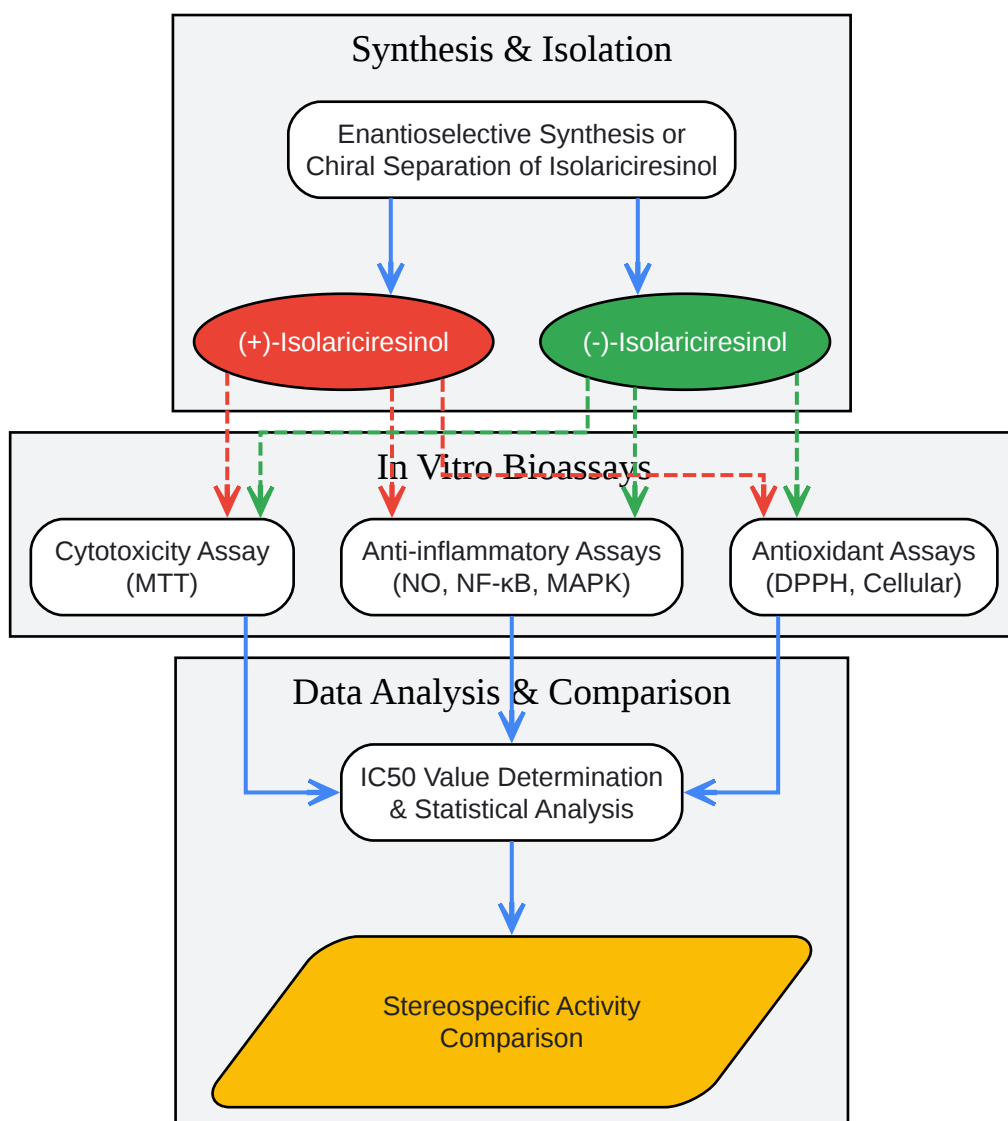 Synthesis & Isolation
Enantioselective Synthesis or
Chiral Separation of Isolariciresinol
(+)-Isolariciresinol
(-)-Isolariciresinol
In Vitro Bioassays
Cytotoxicity Assay
(MTT)
Anti-inflammatory Assays
(NO, NF-κB, MAPK)
Antioxidant Assays
(DPPH, Cellular)
Data Analysis & Comparison
IC50 Value Determination
& Statistical Analysis
Stereospecific Activity
Comparison